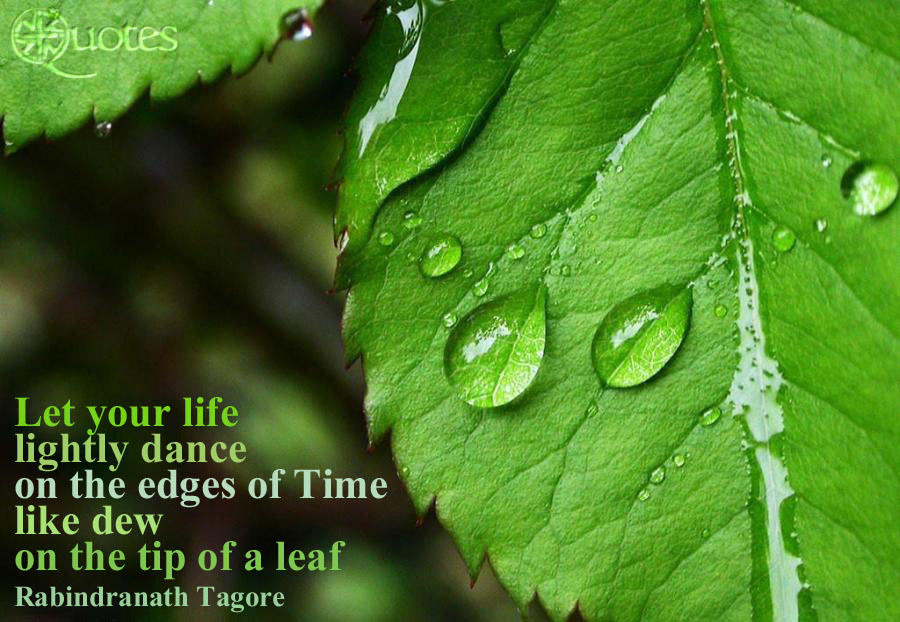 Quotes
Let your life
lightly dance
on the edges of Time
like dew
on the tip of a leaf
Rabindranath Tagore